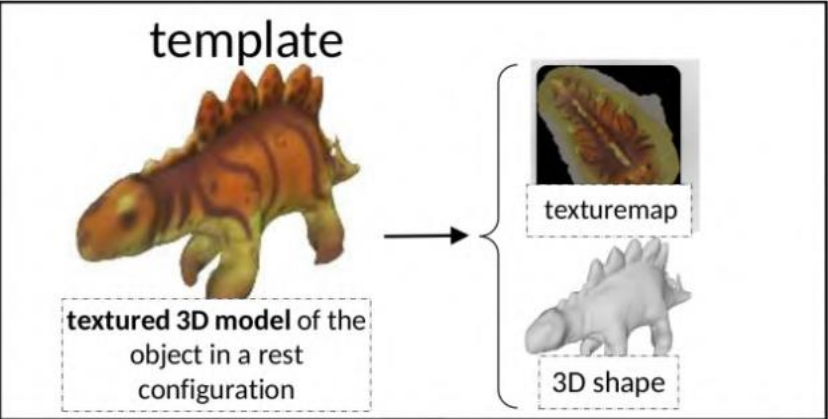 template
textured 3D model of the
object in a rest
configuration
texturemap
3D shape